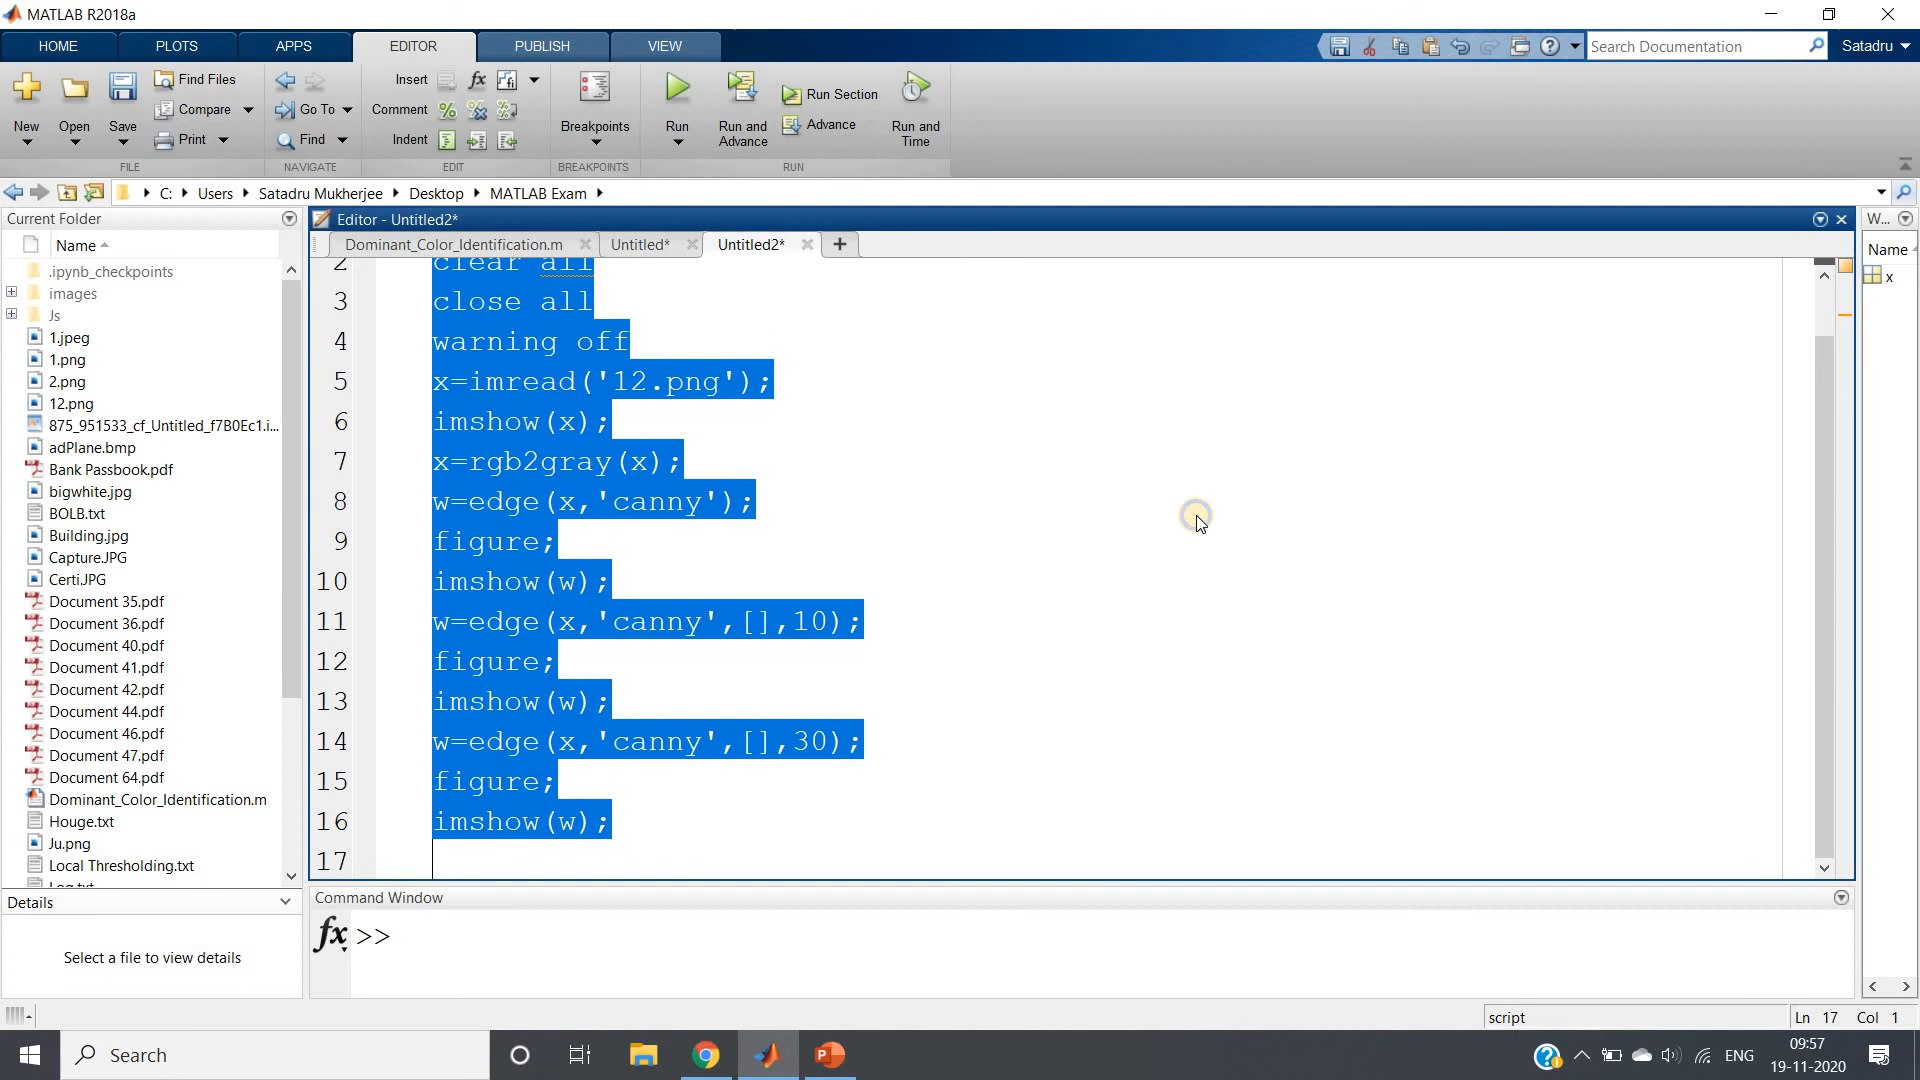 MATLAB R2018a
HOME PLOTS APPS EDITOR PUBLISH VIEW
Search Documentation
Satadru
New
Open
Save
Find Files
Compare
Print
Go To
Find
Insert fx
Comment
Indent
Breakpoints
Run
Run and Advance
Run Section
Advance
Run and Time
FILE NAVIGATE EDIT BREAKPOINTS RUN
C: Users Satadru Mukherjee Desktop MATLAB Exam
Current Folder
Name
.ipynb_checkpoints
images
Js
1.jpeg
1.png
2.png
12.png
875_951533_cf_Untitled_f7B0Ec1.i...
adPlane.bmp
Bank Passbook.pdf
bigwhite.jpg
BOLB.txt
Building.jpg
Capture.JPG
Certi.JPG
Document 35.pdf
Document 36.pdf
Document 40.pdf
Document 41.pdf
Document 42.pdf
Document 44.pdf
Document 46.pdf
Document 47.pdf
Document 64.pdf
Dominant_Color_Identification.m
Houge.txt
Ju.png
Local Thresholding.txt
Details
Select a file to view details
Editor - Untitled2*
Dominant_Color_Identification.m Untitled* Untitled2*
2 clear all
3 close all
4 warning off
5 x=imread('12.png');
6 imshow(x);
7 x=rgb2gray(x);
8 w=edge(x,'canny');
9 figure;
10 imshow(w);
11 w=edge(x,'canny',[],10);
12 figure;
13 imshow(w);
14 w=edge(x,'canny',[],30);
15 figure;
16 imshow(w);
17
Command Window
fx >>
W...
Name
x
script
Ln 17 Col 1
Search
ENG
09:57
19-11-2020